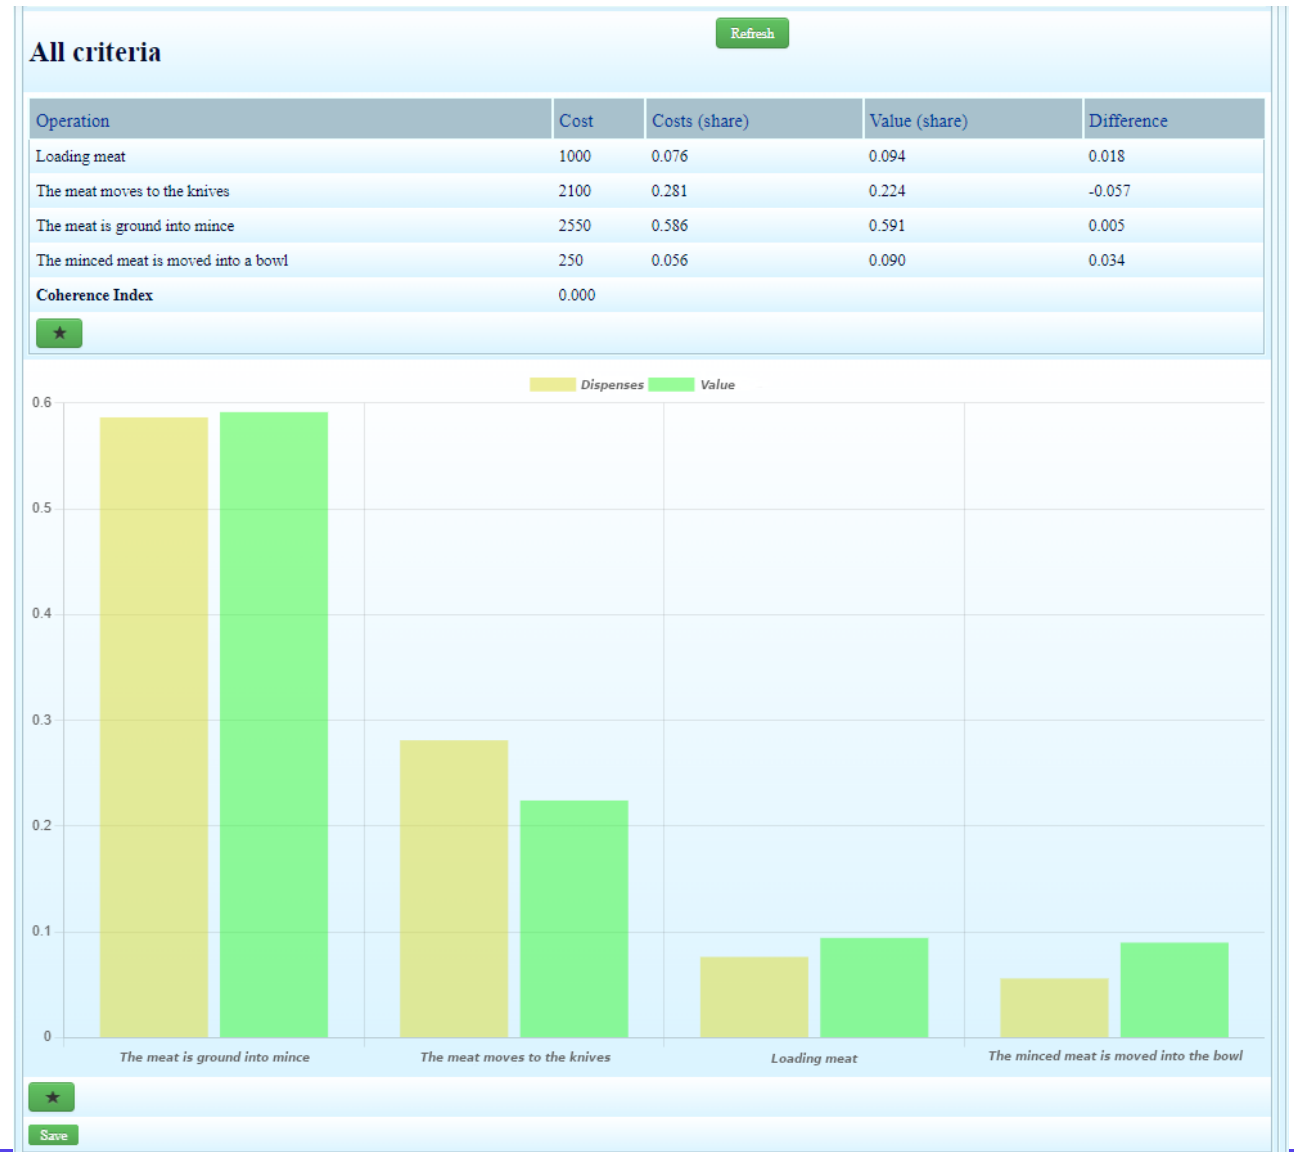 Refresh
All criteria
Operation Cost Costs (share) Value (share) Difference
Loading meat 1000 0.076 0.094 0.018
The meat moves to the knives 2100 0.281 0.224 -0.057
The meat is ground into mince 2550 0.586 0.591 0.005
The minced meat is moved into a bowl 250 0.056 0.090 0.034
Coherence Index 0.000
★
Dispenses Value
0.6
0.5
0.4
0.3
0.2
0.1
0
The meat is ground into mince The meat moves to the knives Loading meat The minced meat is moved into the bowl
★
Save